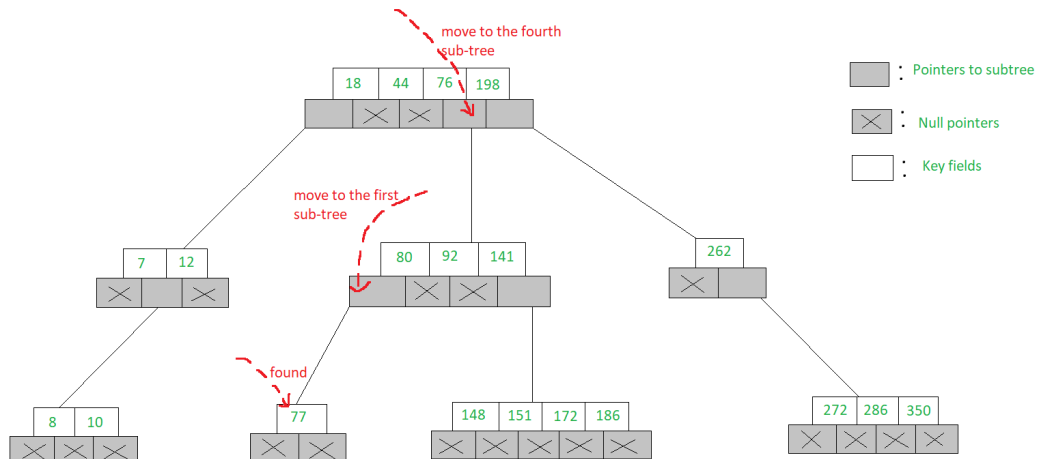 move to the fourth
sub-tree
18 44 76 198
: Pointers to subtree
: Null pointers
: Key fields
move to the first
sub-tree
7 12
80 92 141
262
found
8 10
77
148 151 172 186
272 286 350